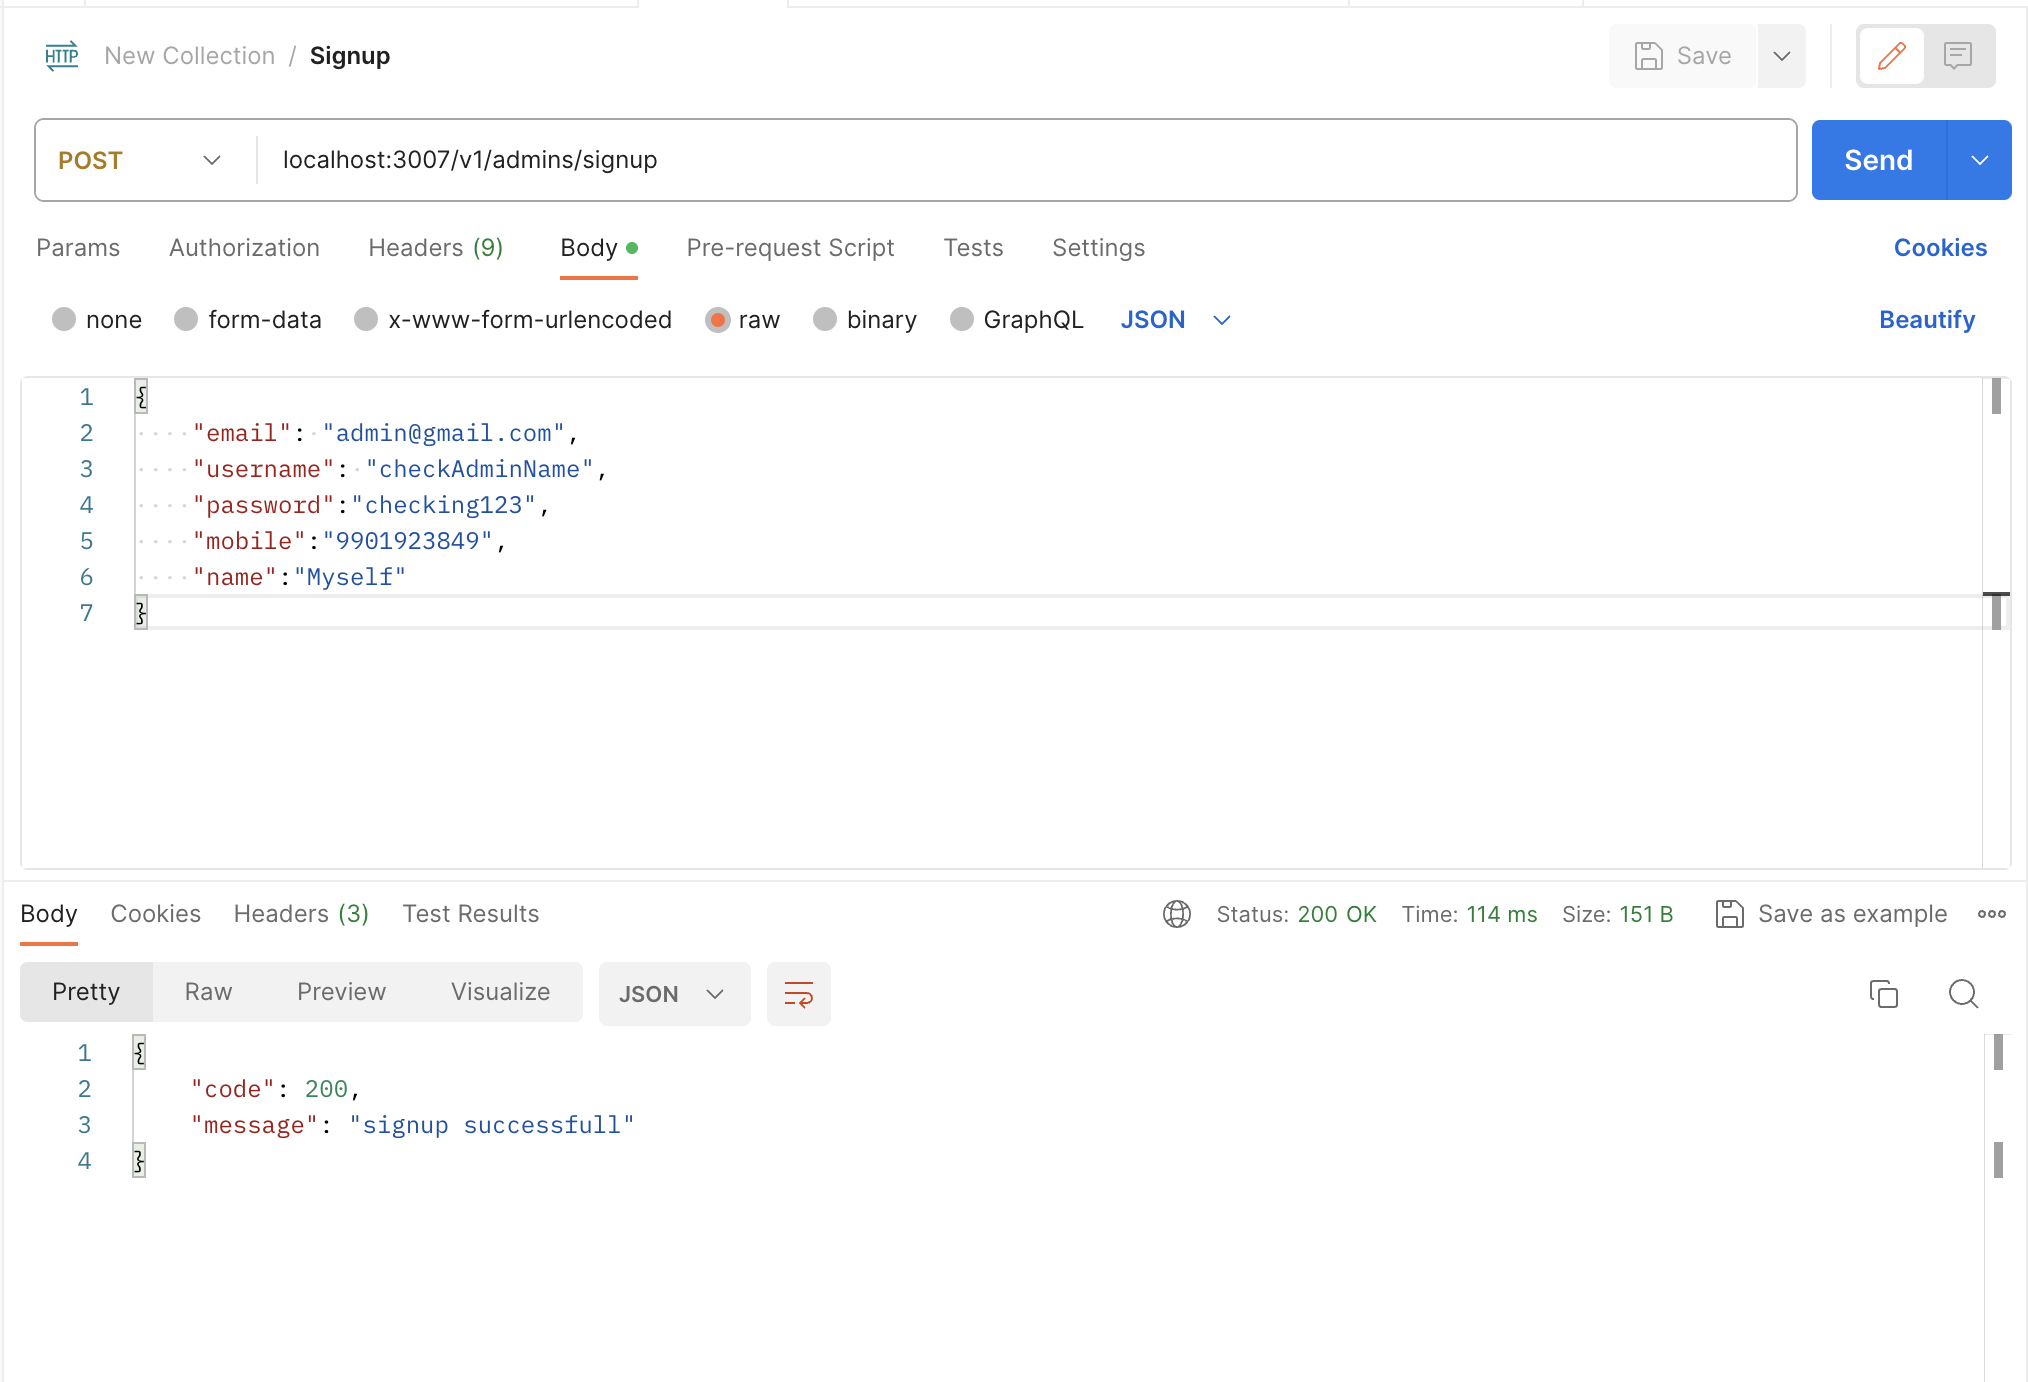 HTTP New Collection / Signup Save
POST localhost:3007/v1/admins/signup Send
Params Authorization Headers (9) Body Pre-request Script Tests Settings Cookies
none form-data x-www-form-urlencoded raw binary GraphQL JSON Beautify
1 {
2 "email": "admin@gmail.com",
3 "username": "checkAdminName",
4 "password":"checking123",
5 "mobile":"9901923849",
6 "name":"Myself"
7 }
Body Cookies Headers (3) Test Results Status: 200 OK Time: 114 ms Size: 151 B Save as example
Pretty Raw Preview Visualize JSON
1 {
2 "code": 200,
3 "message": "signup successfull"
4 }